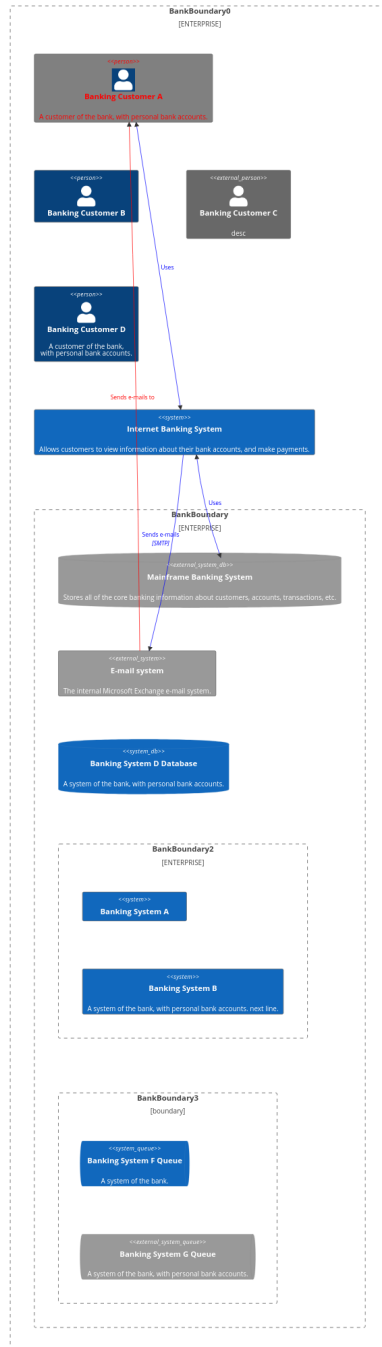 BankBoundary0
[ENTERPRISE]
<<person>>
Banking Customer A
A customer of the bank, with personal bank accounts.
<<person>>
Banking Customer B
<<external_person>>
Banking Customer C
desc
Uses
<<person>>
Banking Customer D
A customer of the bank,
with personal bank accounts.
Sends e-mails to
<<system>>
Internet Banking System
Allows customers to view information about their bank accounts, and make payments.
Uses
BankBoundary
[ENTERPRISE]
Sends e-mails
[SMTP]
<<external_system_db>>
Mainframe Banking System
Stores all of the core banking information about customers, accounts, transactions, etc.
<<external_system>>
E-mail system
The internal Microsoft Exchange e-mail system.
<<system_db>>
Banking System D Database
A system of the bank, with personal bank accounts.
BankBoundary2
[ENTERPRISE]
<<system>>
Banking System A
<<system>>
Banking System B
A system of the bank, with personal bank accounts. next line.
BankBoundary3
[boundary]
<<system_queue>>
Banking System F Queue
A system of the bank.
<<external_system_queue>>
Banking System G Queue
A system of the bank, with personal bank accounts.